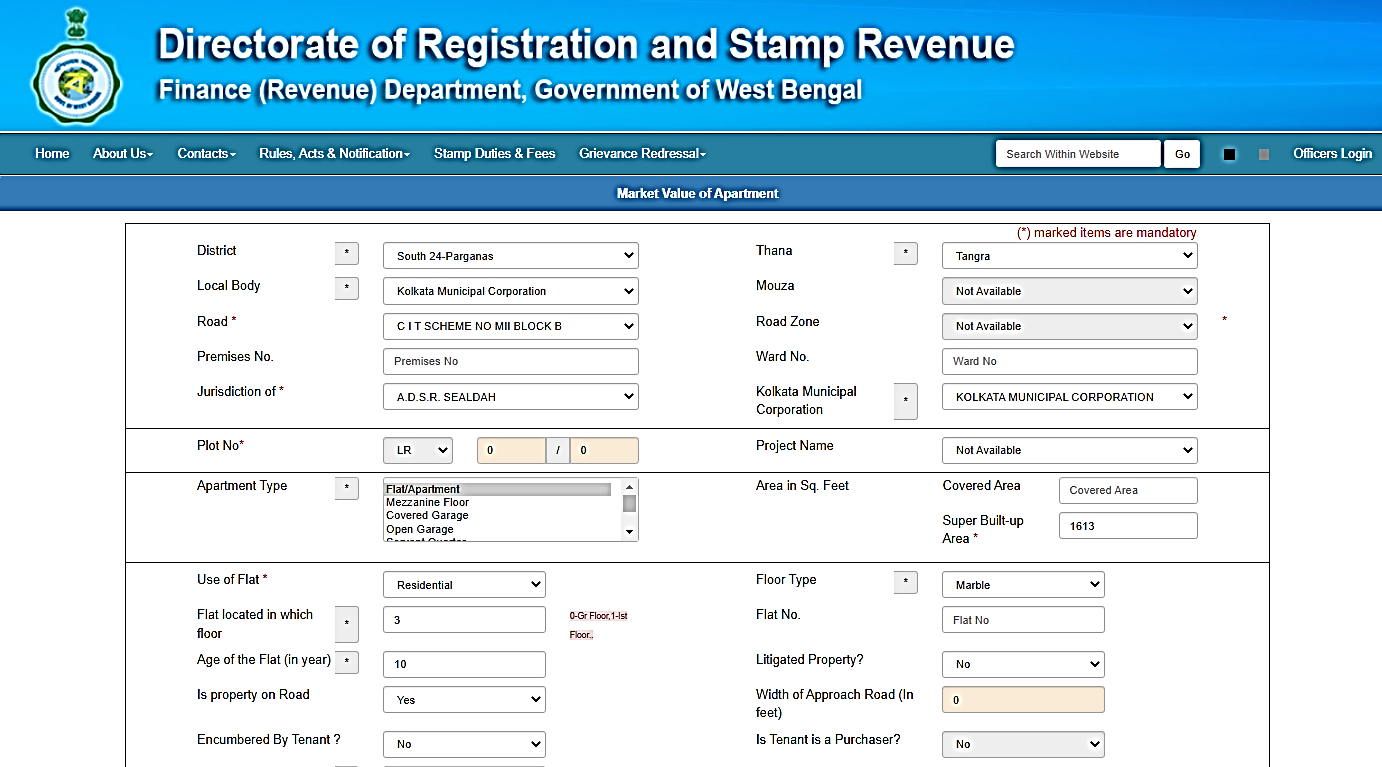 Directorate of Registration and Stamp Revenue
Finance (Revenue) Department, Government of West Bengal
Home About Us Contacts Rules, Acts & Notification Stamp Duties & Fees Grievance Redressal Search Within Website Go Officers Login
Market Value of Apartment
(*) marked items are mandatory
District * South 24-Parganas Thana * Tangra
Local Body * Kolkata Municipal Corporation Mouza Not Available
Road * C I T SCHEME NO MII BLOCK B Road Zone Not Available *
Premises No. Premises No Ward No. Ward No
Jurisdiction of * A.D.S.R. SEALDAH Kolkata Municipal
Corporation * KOLKATA MUNICIPAL CORPORATION
Plot No* LR 0 / 0 Project Name Not Available
Apartment Type * Flat/Apartment Area in Sq. Feet Covered Area Covered Area
Mezzanine Floor
Covered Garage
Open Garage
Super Built-up
Area * 1613
Use of Flat * Residential Floor Type * Marble
Flat located in which
floor * 3 0-Gr Floor,1-Ist
Floor.. Flat No. Flat No
Age of the Flat (in year) * 10 Litigated Property? No
Is property on Road Yes Width of Approach Road (In
feet) 0
Encumbered By Tenant ? No Is Tenant is a Purchaser? No